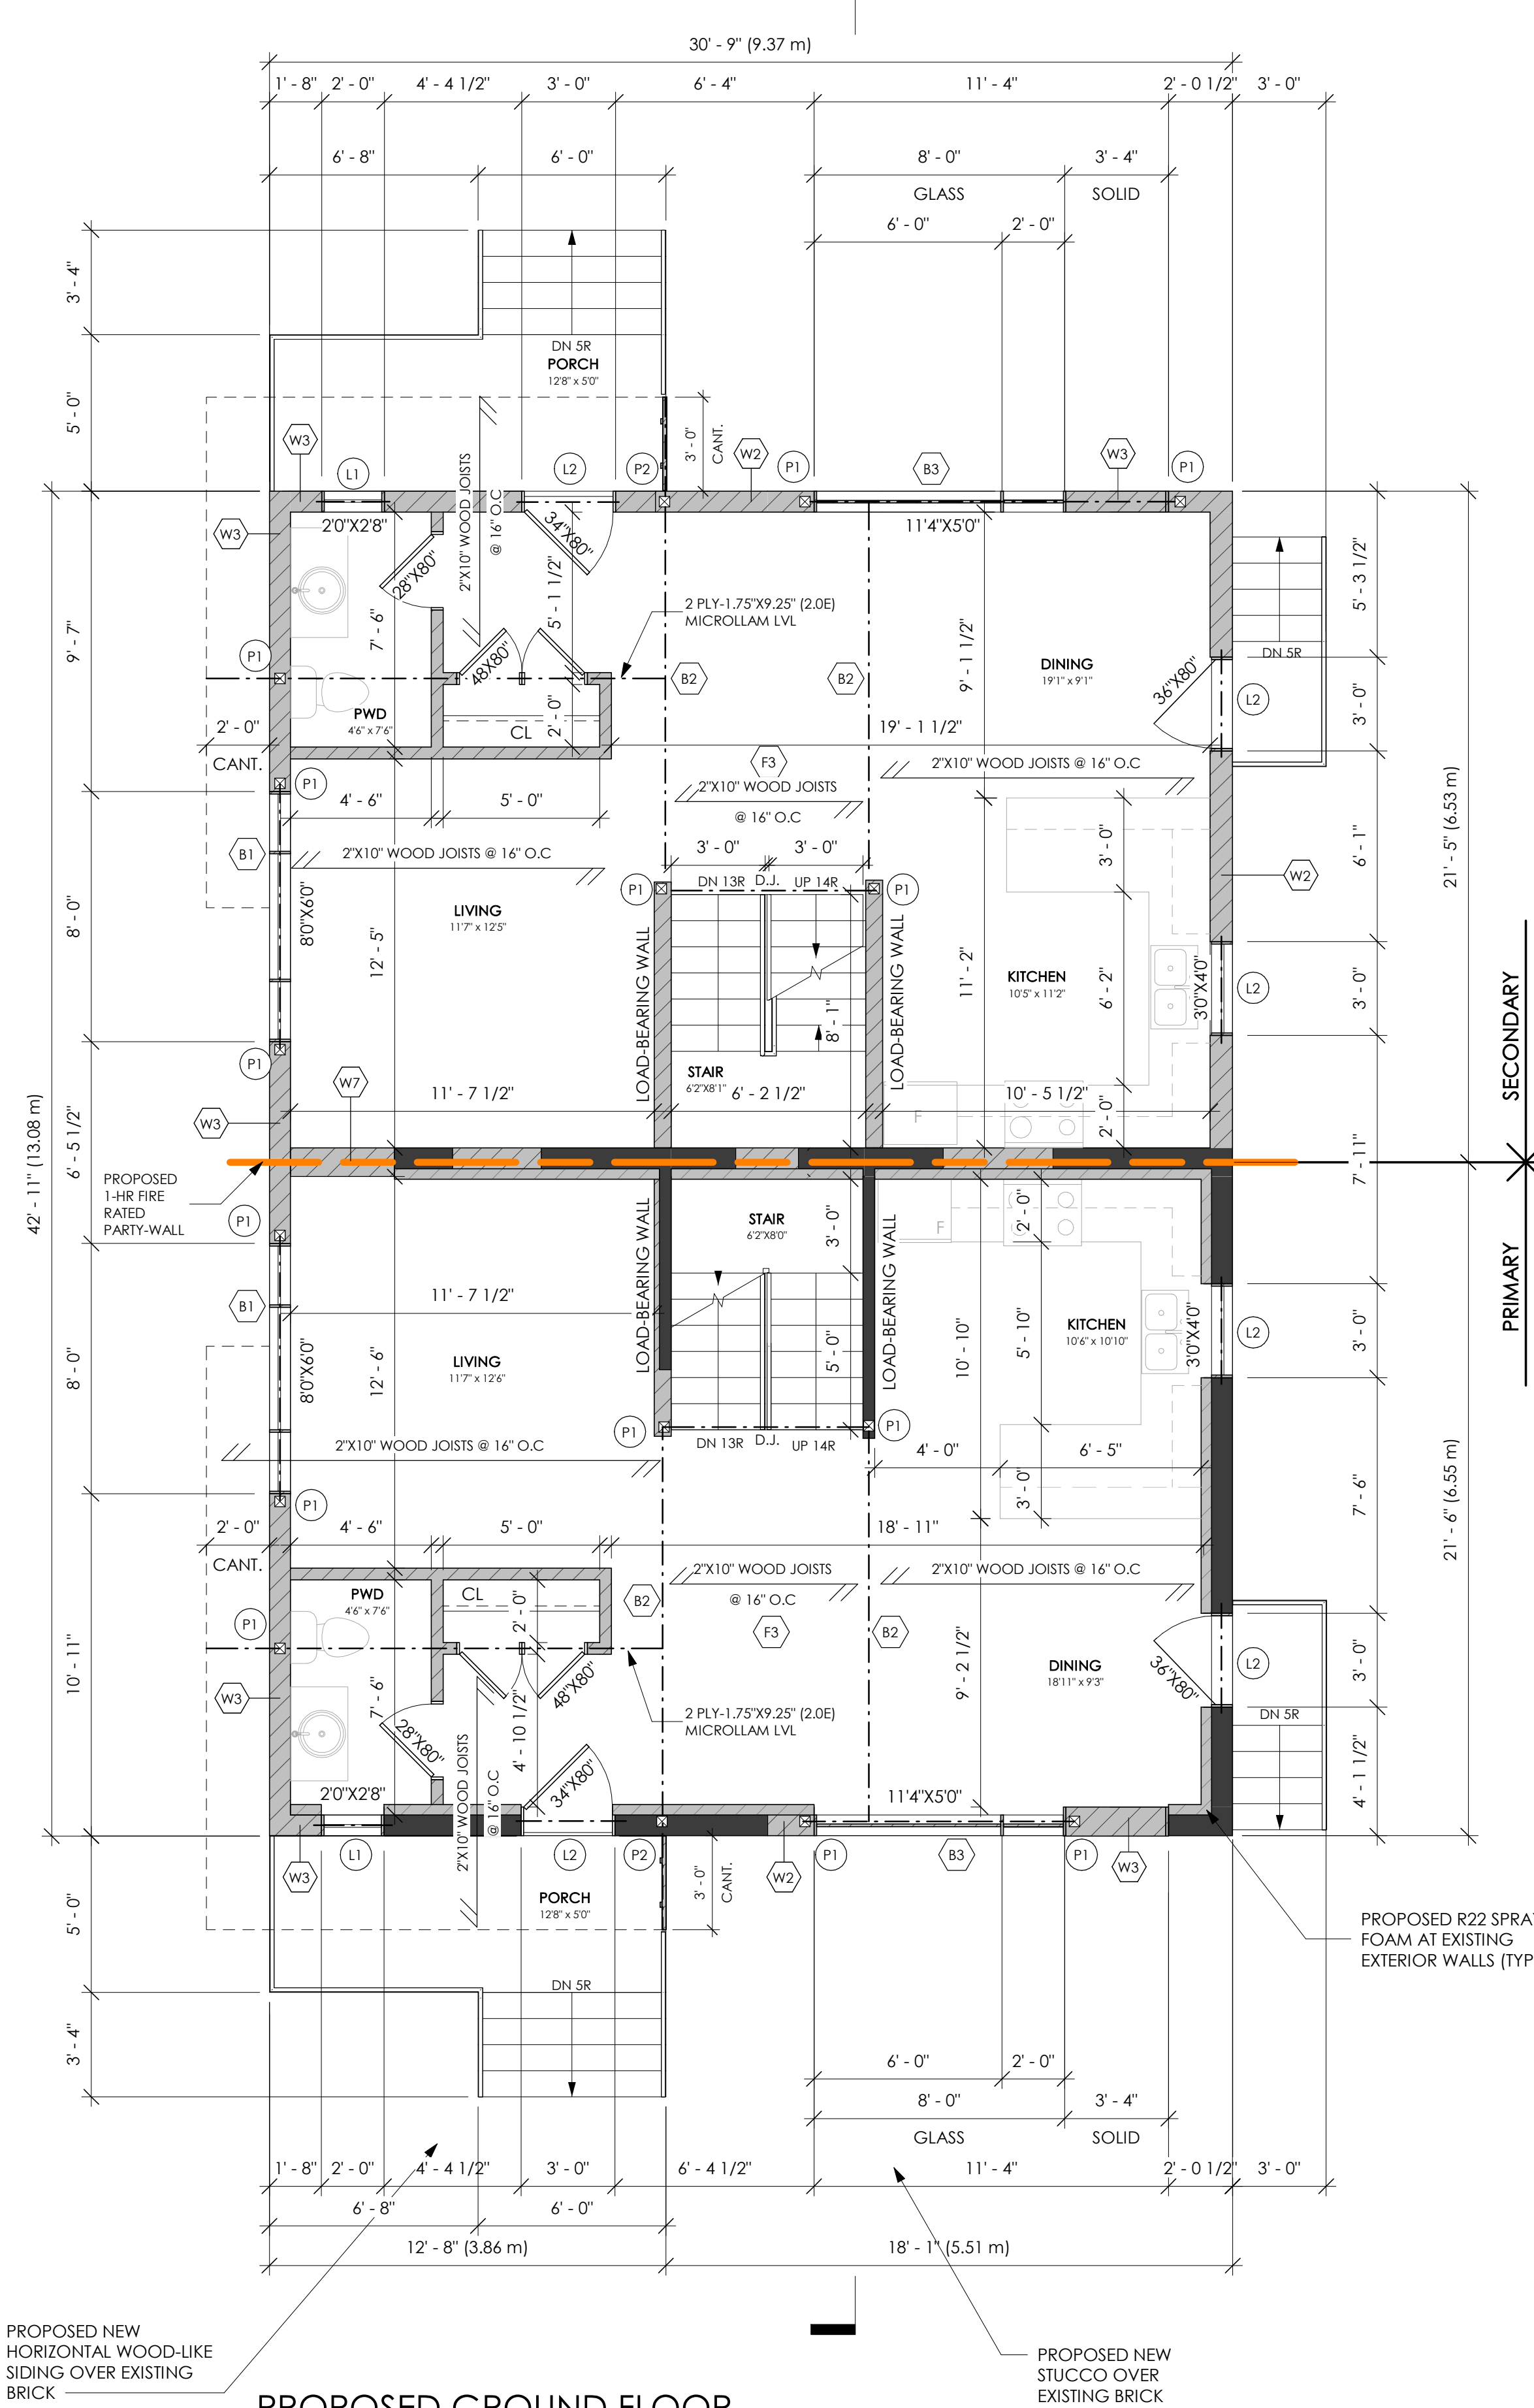 30' - 9" (9.37 m)
1' - 8" 2' - 0" 4' - 4 1/2" 3' - 0" 6' - 4" 11' - 4" 2' - 0 1/2" 3' - 0"
6' - 8" 6' - 0" 8' - 0" 3' - 4"
GLASS SOLID
6' - 0" 2' - 0"
3' - 4"
5' - 0"
DN 5R
PORCH
12'8" x 5'0"
3' - 0"
CANT.
W3 L1 L2 P2 W2 P1 B3 W3 P1
2"X10" WOOD JOISTS
@ 16" O.C
W3
2'0"X2'8"
28"X80"
34"X80"
11'4"X5'0"
5' - 3 1/2"
9' - 7"
7' - 6"
5' - 1 1/2"
2 PLY-1.75"X9.25" (2.0E)
MICROLLAM LVL
9' - 1 1/2"
DINING
19'1" x 9'1"
DN 5R
36"X80"
P1
48X80"
B2
B2
L2
3' - 0"
PWD
4'6" x 7'6"
2' - 0"
CANT.
CL
2' - 0"
19' - 1 1/2"
F3
P1
4' - 6" 5' - 0"
2"X10" WOOD JOISTS
@ 16" O.C
2"X10" WOOD JOISTS @ 16" O.C
21' - 5" (6.53 m)
6' - 1"
B1
2"X10" WOOD JOISTS @ 16" O.C
3' - 0" 3' - 0"
3' - 0"
P1
DN 13R D.J. UP 14R
P1
W2
8' - 0"
8'0"X6'0"
LIVING
11'7" x 12'5"
12' - 5"
LOAD-BEARING WALL
LOAD-BEARING WALL
11' - 2"
KITCHEN
10'5" x 11'2"
6' - 2"
3'0"X4'0"
L2
3' - 0"
8' - 1"
P1
W7
STAIR
6'2"X8'1"
11' - 7 1/2" 6' - 2 1/2" 10' - 5 1/2"
W3
F
2' - 0"
6' - 5 1/2"
42' - 11" (13.08 m)
SECONDARY
7' - 11"
PRIMARY
PROPOSED
1-HR FIRE
RATED
PARTY-WALL
P1
STAIR
6'2"X8'0"
3' - 0"
F
2' - 0"
LOAD-BEARING WALL
LOAD-BEARING WALL
B1
11' - 7 1/2"
KITCHEN
10'6" x 10'10"
3'0"X4'0"
L2
3' - 0"
8' - 0"
8'0"X6'0"
12' - 6"
LIVING
11'7" x 12'6"
5' - 0"
10' - 10"
5' - 10"
P1
DN 13R D.J. UP 14R
P1
2"X10" WOOD JOISTS @ 16" O.C
4' - 0" 6' - 5"
3' - 0"
7' - 6"
21' - 6" (6.55 m)
P1
2' - 0"
CANT.
4' - 6" 5' - 0" 18' - 11"
PWD
4'6" x 7'6"
CL
2' - 0"
B2
2"X10" WOOD JOISTS
@ 16" O.C
2"X10" WOOD JOISTS @ 16" O.C
P1
F3
B2
10' - 11"
W3
7' - 6"
28"X80"
48"X80"
4' - 10 1/2"
9' - 2 1/2"
DINING
18'11" x 9'3"
36"X80"
L2
3' - 0"
2 PLY-1.75"X9.25" (2.0E)
MICROLLAM LVL
DN 5R
2'0"X2'8"
2"X10" WOOD JOISTS
@ 16" O.C
34"X80"
11'4"X5'0"
4' - 1 1/2"
W3 L1 L2 P2 W2 P1 B3 P1 W3
3' - 0"
CANT.
PORCH
12'8" x 5'0"
5' - 0"
PROPOSED R22 SPRA
FOAM AT EXISTING
EXTERIOR WALLS (TYP
DN 5R
3' - 4"
6' - 0" 2' - 0"
8' - 0" 3' - 4"
GLASS SOLID
1' - 8" 2' - 0" 4' - 4 1/2" 3' - 0" 6' - 4 1/2" 11' - 4" 2' - 0 1/2" 3' - 0"
6' - 8" 6' - 0"
12' - 8" (3.86 m) 18' - 1" (5.51 m)
PROPOSED NEW
HORIZONTAL WOOD-LIKE
SIDING OVER EXISTING
BRICK
PROPOSED NEW
STUCCO OVER
EXISTING BRICK
PROPOSED GROUND FLOOR